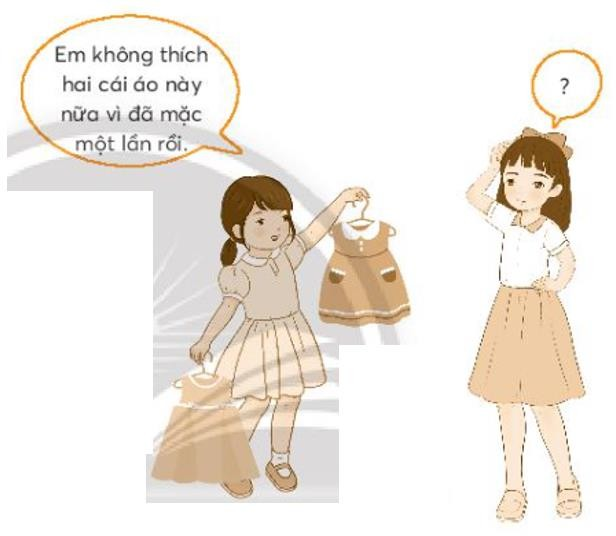 Em không thích
hai cái áo này
nữa vì đã mặc
một lần rồi.
?